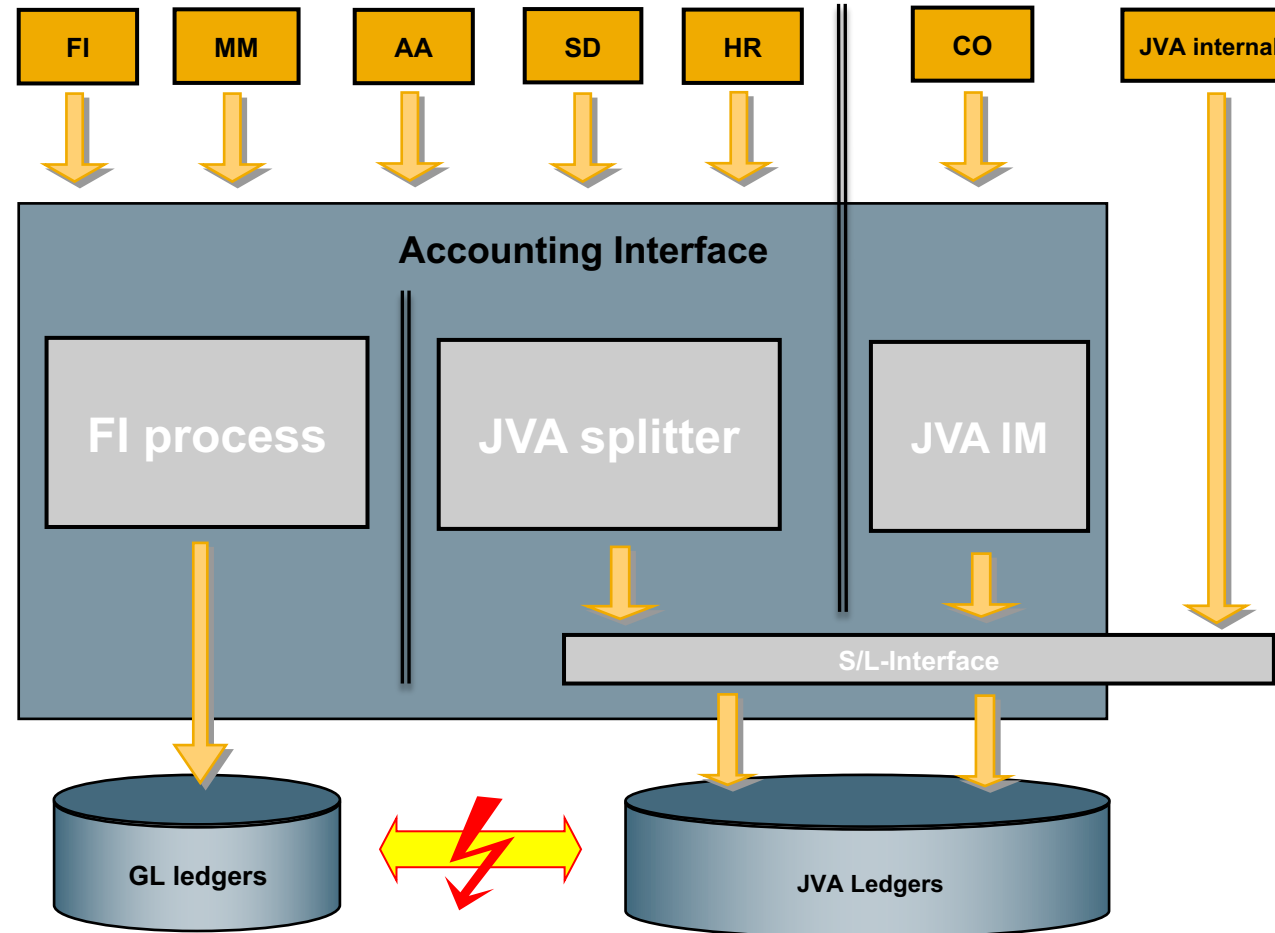 FI
MM
AA
SD
HR
CO
JVA internal
Accounting Interface
FI process
JVA splitter
JVA IM
S/L-Interface
GL ledgers
JVA Ledgers